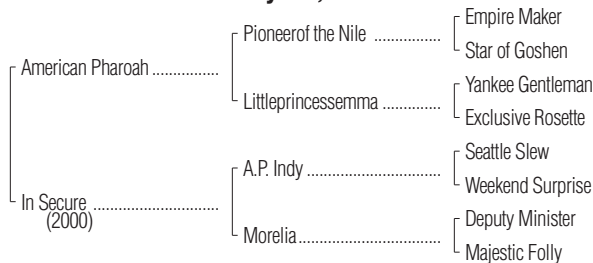 Empire Maker
Pioneerof the Nile ................
Star of Goshen
American Pharoah ................
Yankee Gentleman
Littleprincessemma ..............
Exclusive Rosette
Seattle Slew
A.P. Indy ................................
Weekend Surprise
In Secure ..............................
(2000)
Deputy Minister
Morelia ..................................
Majestic Folly